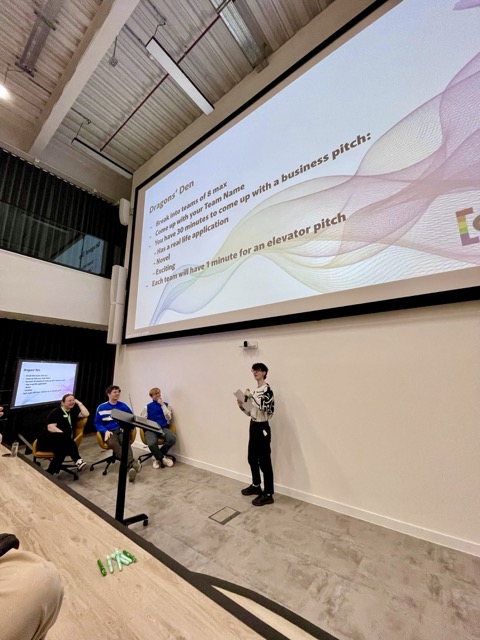 Dragons' Den
- Break into teams of 8 max
- Come up with your Team Name
- You have 30 minutes to come up with a business pitch:
- Has a real life application
- Novel
- Exciting
- Each team will have 1 minute for an elevator pitch
Dragons' Den